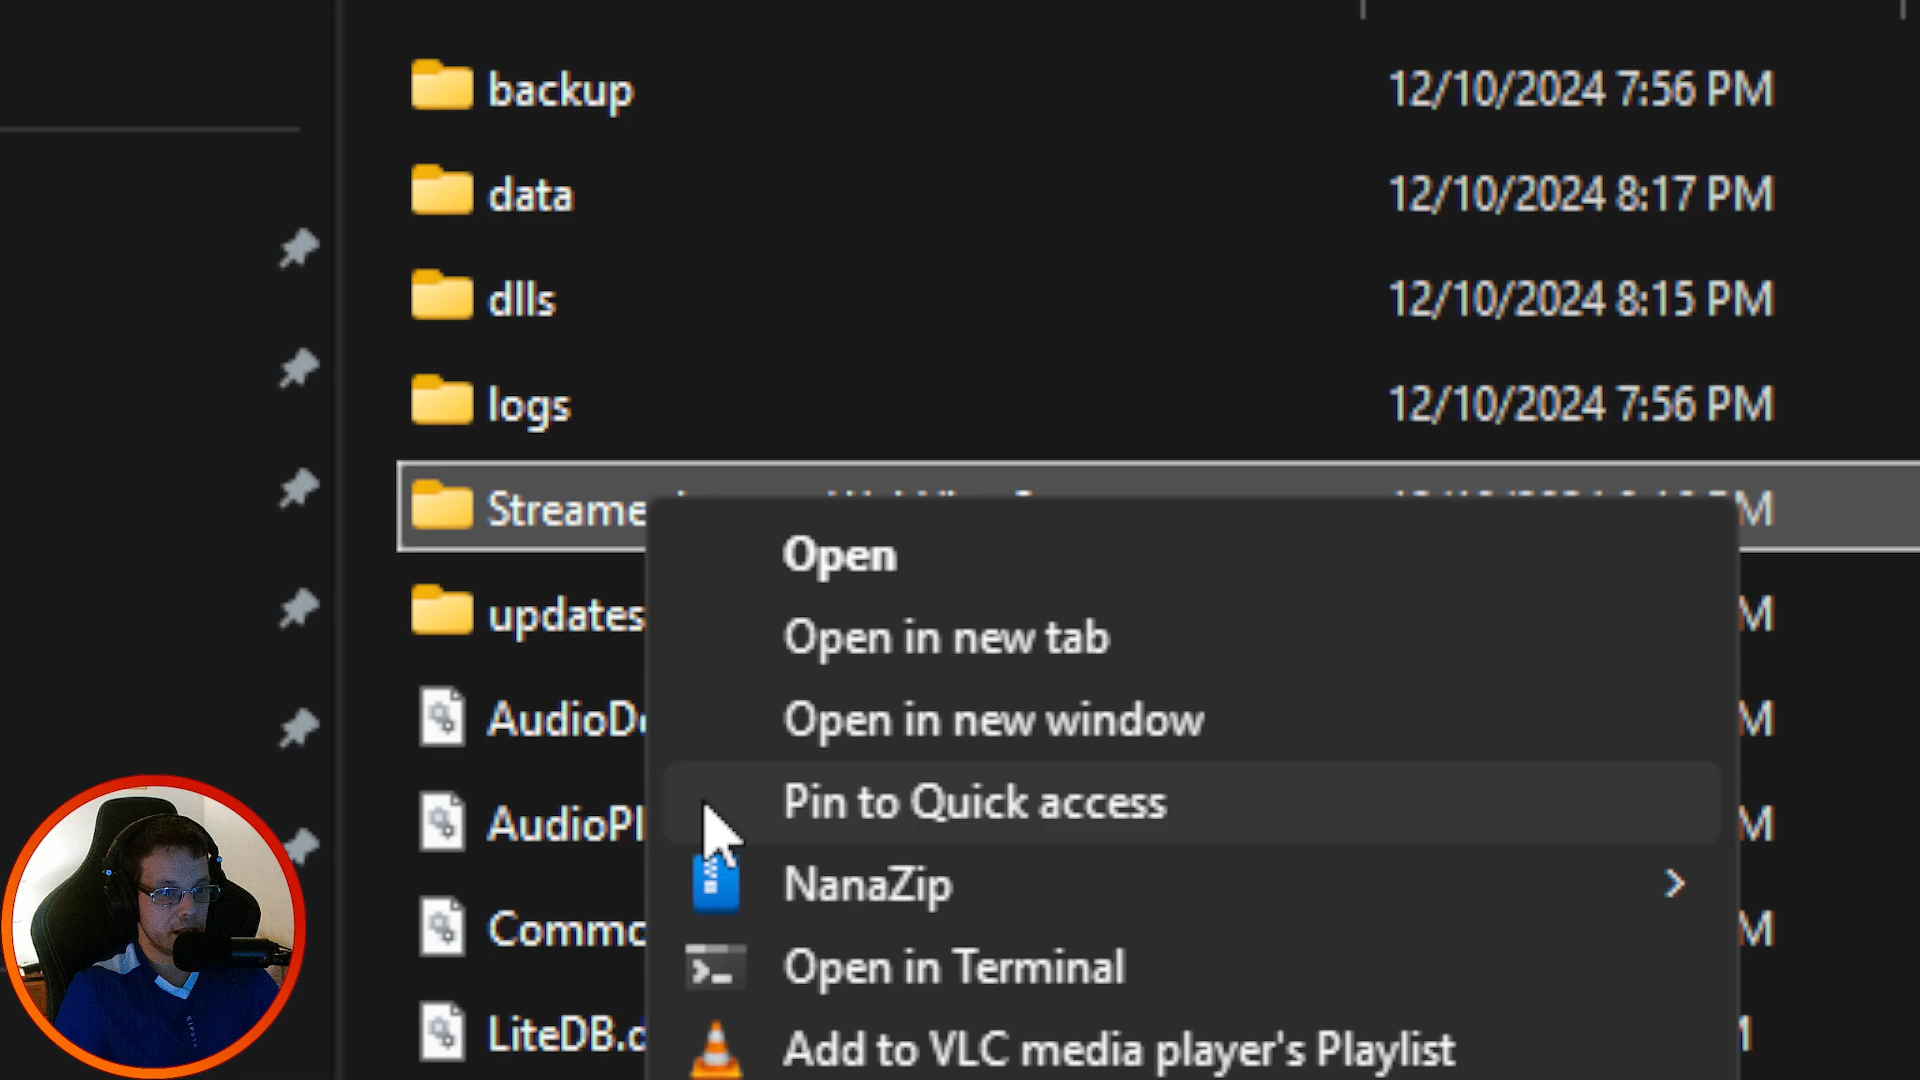 backup 12/10/2024 7:56 PM
data 12/10/2024 8:17 PM
dlls 12/10/2024 8:15 PM
logs 12/10/2024 7:56 PM
Streame M
Open
Open in new tab
updates M
Open in new window
AudioD M
Pin to Quick access
AudioPl M
NanaZip
Comm M
Open in Terminal
LiteDB.
Add to VLC media player's Playlist
KIPSTA